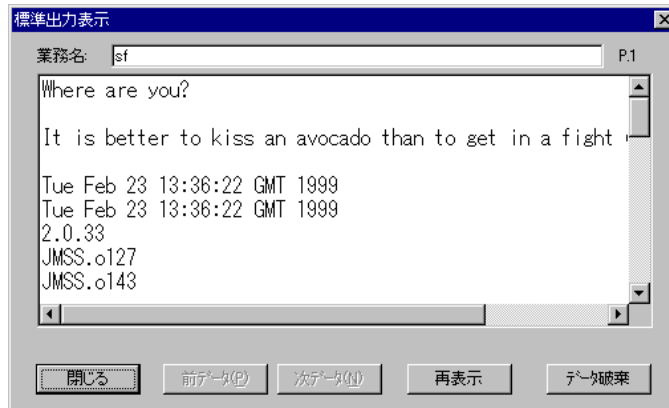 標準出力表示
業務名: sf P.1
Where are you?
It is better to kiss an avocado than to get in a fight
Tue Feb 23 13:36:22 GMT 1999
Tue Feb 23 13:36:22 GMT 1999
2.0.33
JMSS.o127
JMSS.o143
閉じる 前ﾃﾞｰﾀ(P) 次ﾃﾞｰﾀ(N) 再表示 ﾃﾞｰﾀ破棄